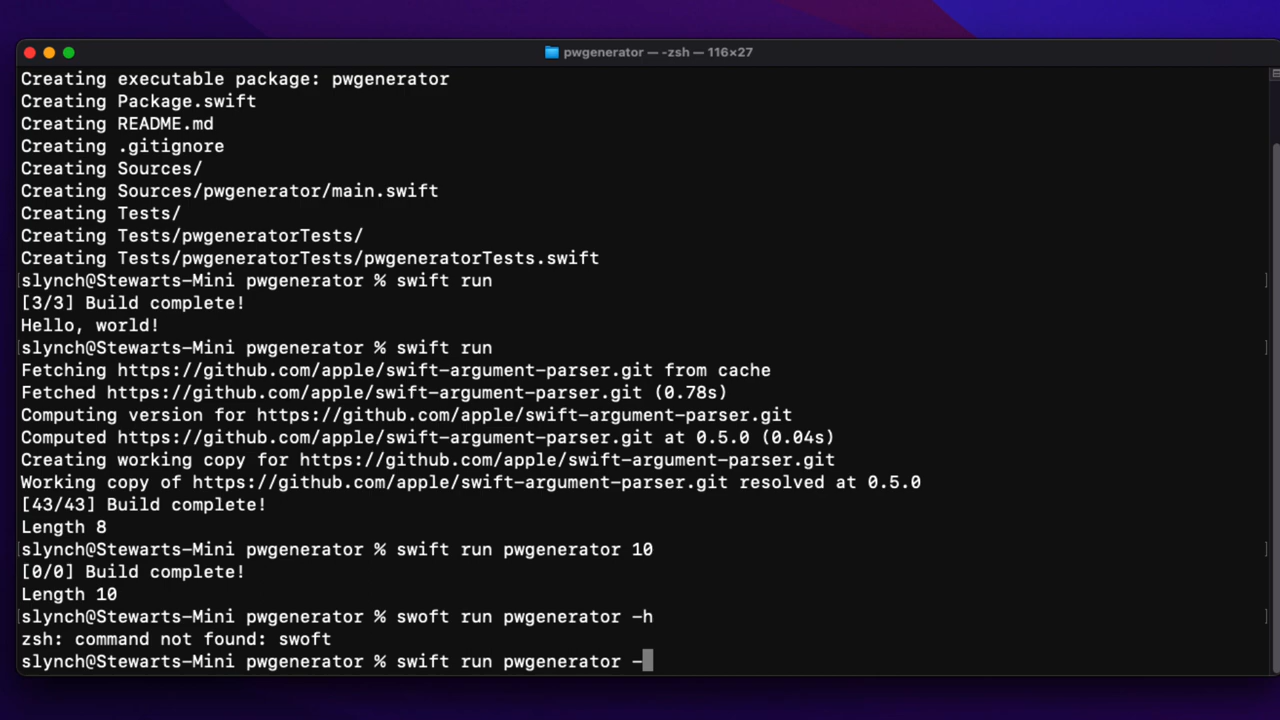 pwgenerator — -zsh — 116×27
Creating executable package: pwgenerator
Creating Package.swift
Creating README.md
Creating .gitignore
Creating Sources/
Creating Sources/pwgenerator/main.swift
Creating Tests/
Creating Tests/pwgeneratorTests/
Creating Tests/pwgeneratorTests/pwgeneratorTests.swift
[slynch@Stewarts-Mini pwgenerator % swift run ]
[3/3] Build complete!
Hello, world!
[slynch@Stewarts-Mini pwgenerator % swift run ]
Fetching https://github.com/apple/swift-argument-parser.git from cache
Fetched https://github.com/apple/swift-argument-parser.git (0.78s)
Computing version for https://github.com/apple/swift-argument-parser.git
Computed https://github.com/apple/swift-argument-parser.git at 0.5.0 (0.04s)
Creating working copy for https://github.com/apple/swift-argument-parser.git
Working copy of https://github.com/apple/swift-argument-parser.git resolved at 0.5.0
[43/43] Build complete!
Length 8
[slynch@Stewarts-Mini pwgenerator % swift run pwgenerator 10 ]
[0/0] Build complete!
Length 10
[slynch@Stewarts-Mini pwgenerator % swoft run pwgenerator -h ]
zsh: command not found: swoft
slynch@Stewarts-Mini pwgenerator % swift run pwgenerator -